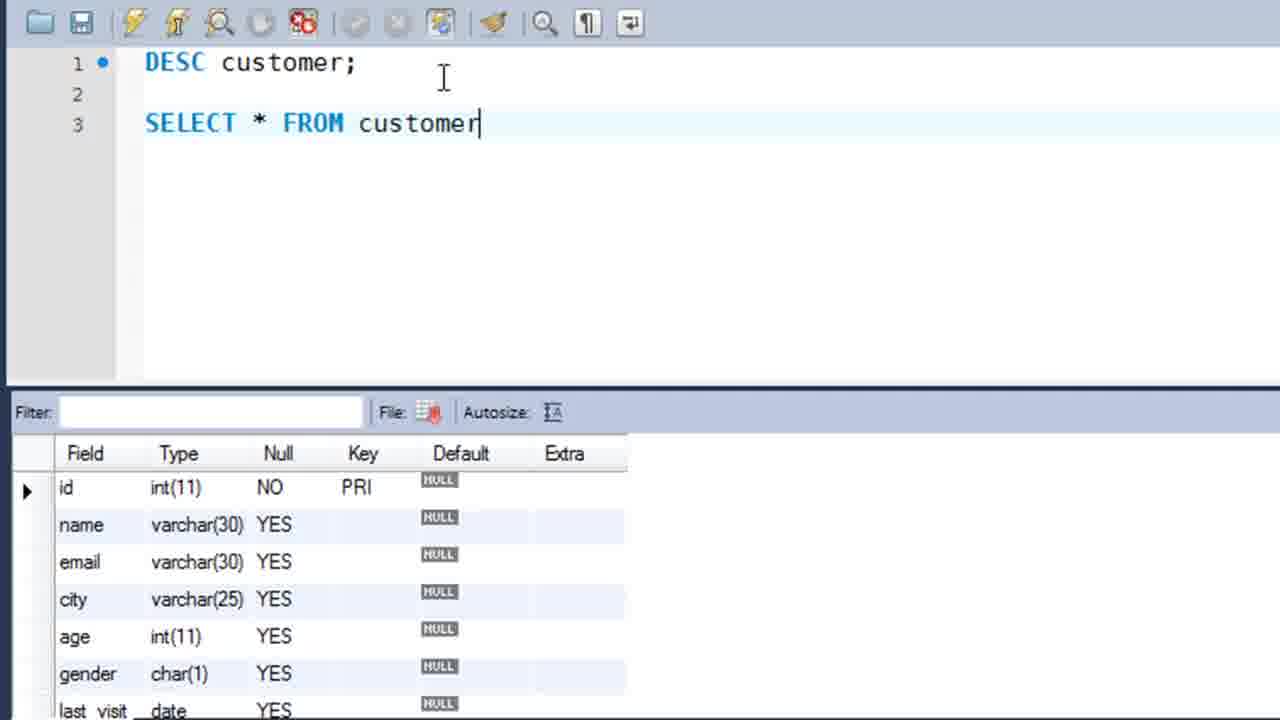 1 DESC customer;
2
3 SELECT * FROM customer
Filter: File: Autosize:
Field Type Null Key Default Extra
id int(11) NO PRI NULL
name varchar(30) YES NULL
email varchar(30) YES NULL
city varchar(25) YES NULL
age int(11) YES NULL
gender char(1) YES NULL
last_visit date YES NULL